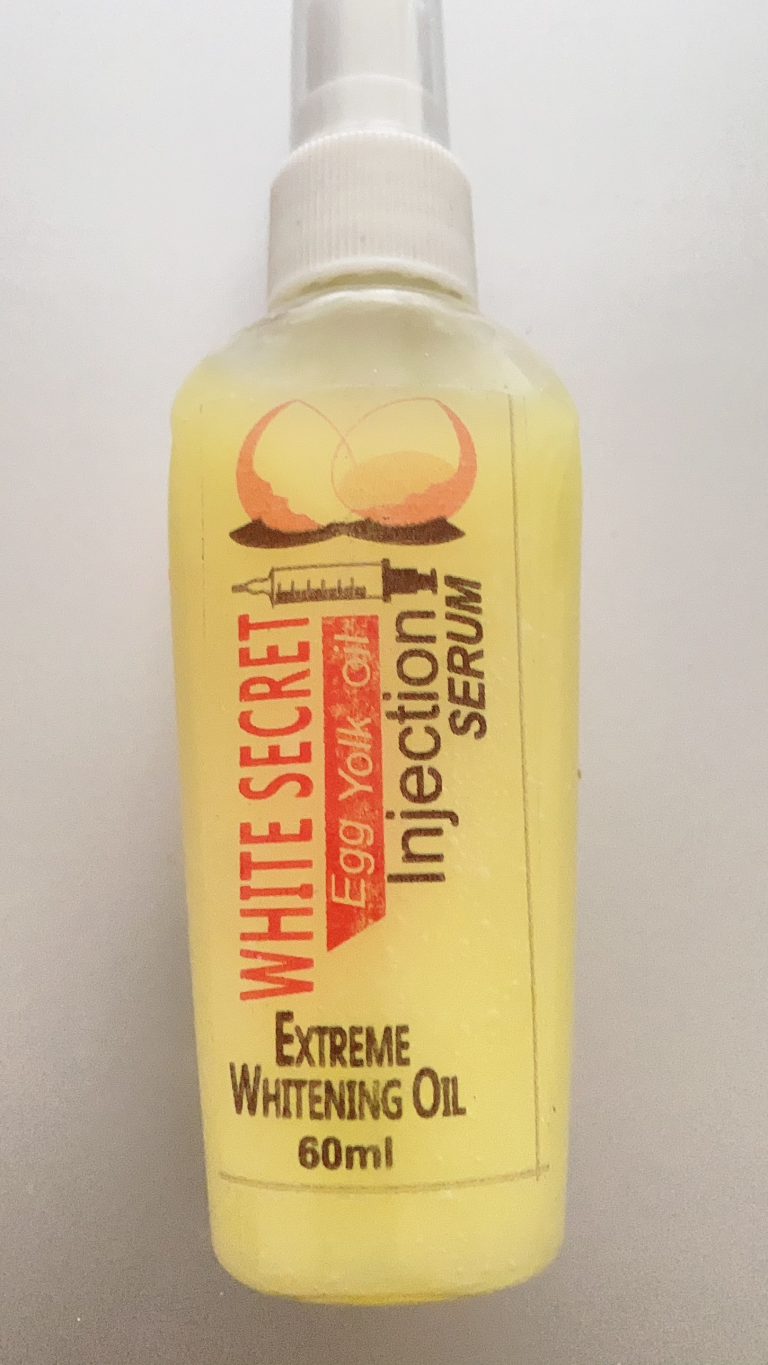 WHITE SECRET
Egg Yolk Oil
Injection
SERUM
EXTREME
WHITENING OIL
60ml